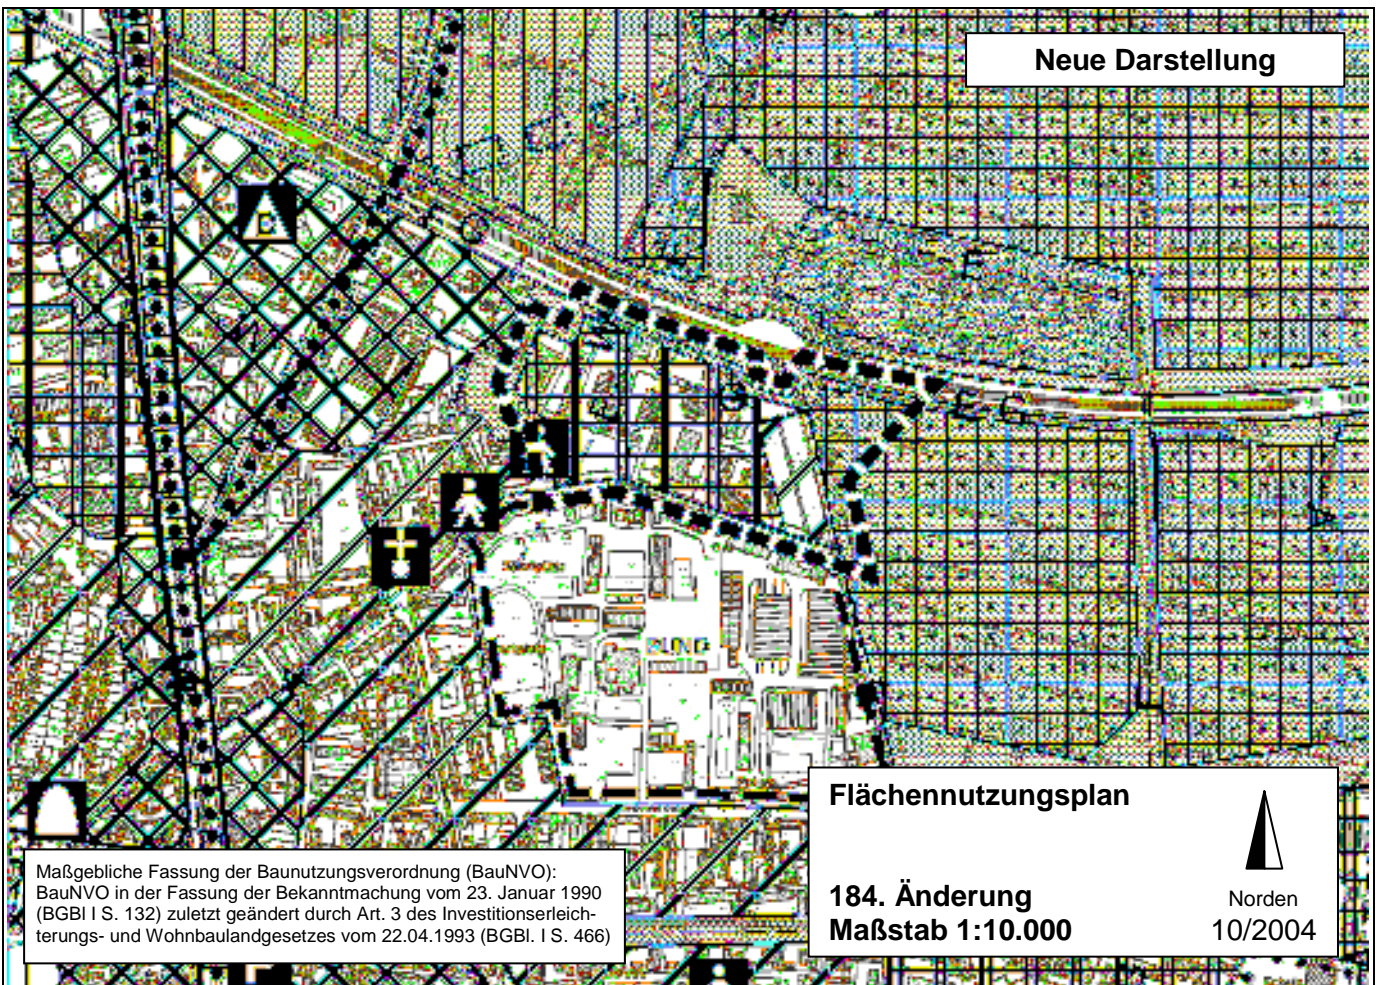 Neue Darstellung
Flächennutzungsplan
184. Änderung
Maßstab 1:10.000
Norden
10/2004
Maßgebliche Fassung der Baunutzungsverordnung (BauNVO):
BauNVO in der Fassung der Bekanntmachung vom 23. Januar 1990
(BGBl I S. 132) zuletzt geändert durch Art. 3 des Investitionserleich-
terungs- und Wohnbaulandgesetzes vom 22.04.1993 (BGBl. I S. 466)